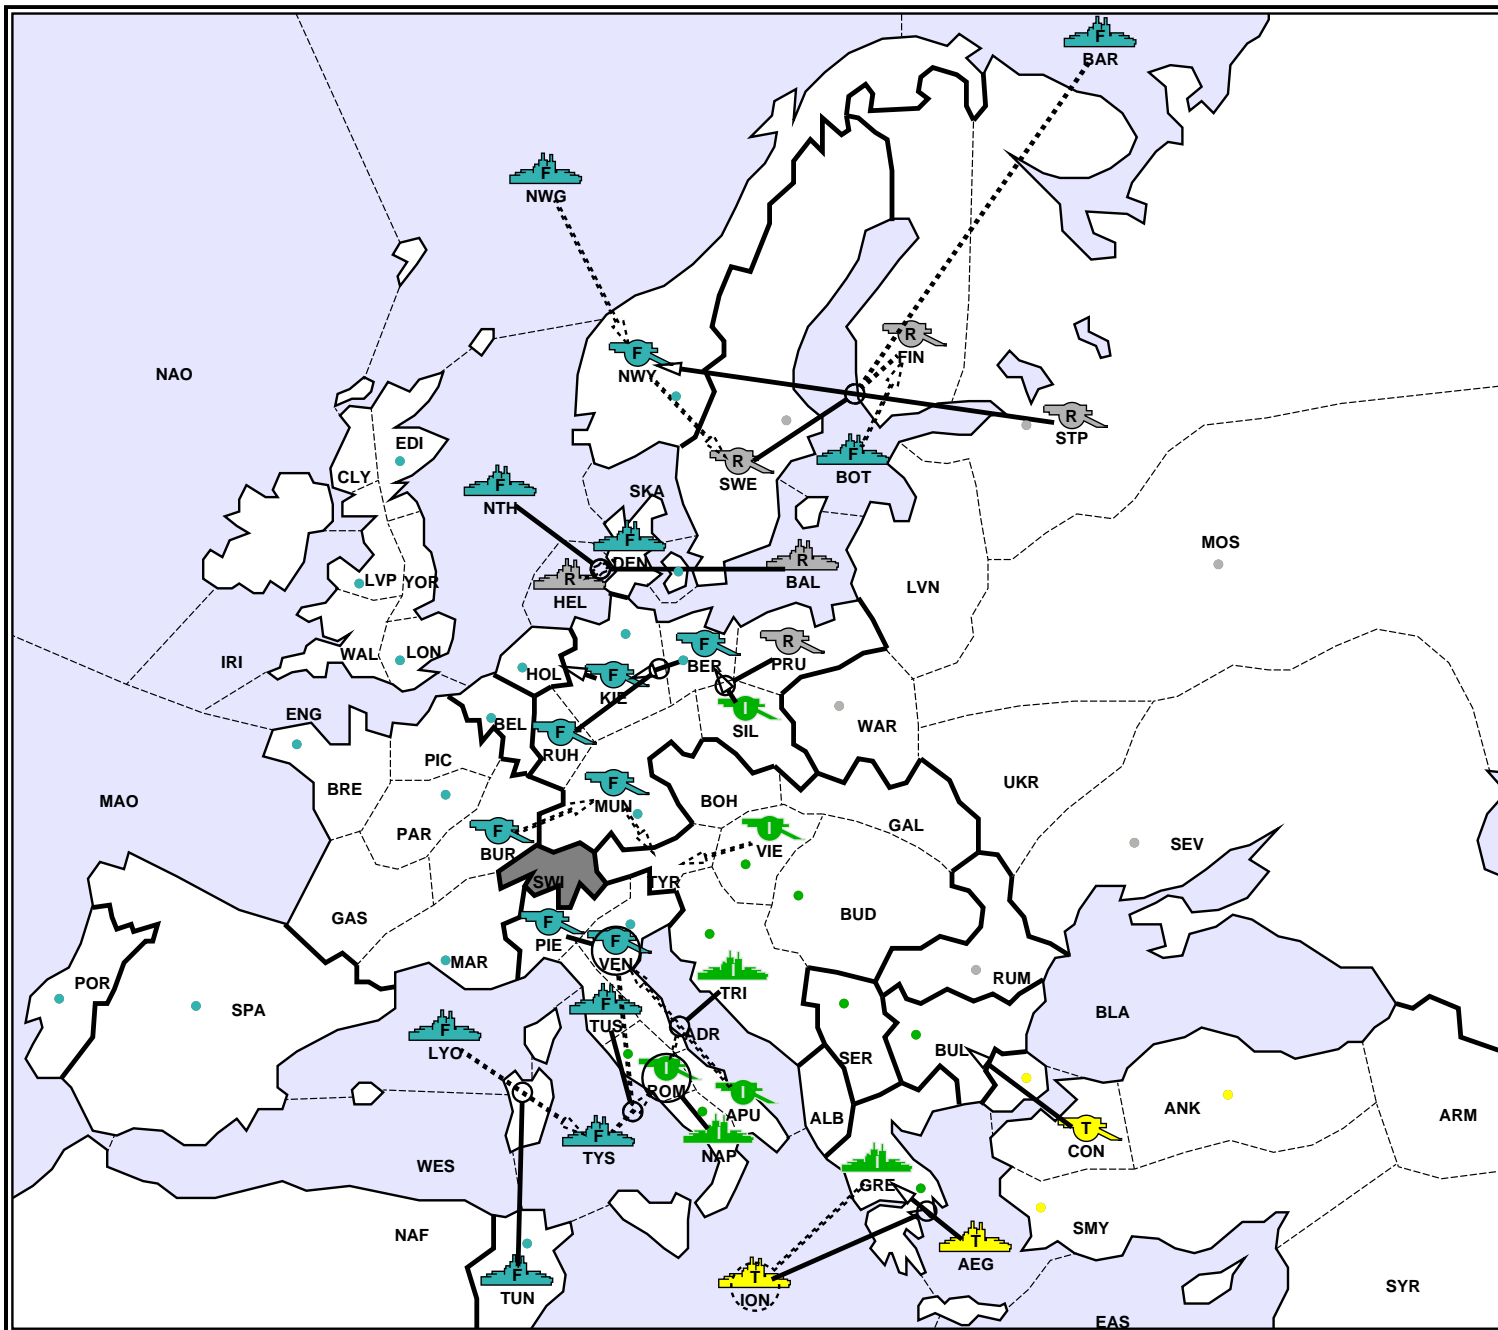 F
BAR
F
NWG
R
FIN
F
NWY
NAO
R
STP
EDI
R
SWE
F
BOT
CLY
SKA
F
NTH
F
DEN
MOS
R
BAL
LVP
YOR
R
HEL
LVN
F
BER
R
PRU
IRI
WAL
LON
HOL
F
KIE
I
SIL
ENG
BEL
F
RUH
WAR
PIC
F
MUN
BRE
BOH
UKR
MAO
PAR
F
BUR
I
VIE
GAL
SEV
SWI
TYR
GAS
F
PIE
F
VEN
BUD
MAR
I
TRI
RUM
POR
SPA
F
TUS
BLA
F
LYO
ADR
SER
BUL
I
ROM
I
APU
ALB
ANK
ARM
F
TYS
I
NAP
T
CON
WES
I
GRE
NAF
SMY
T
AEG
F
TUN
T
ION
SYR
EAS